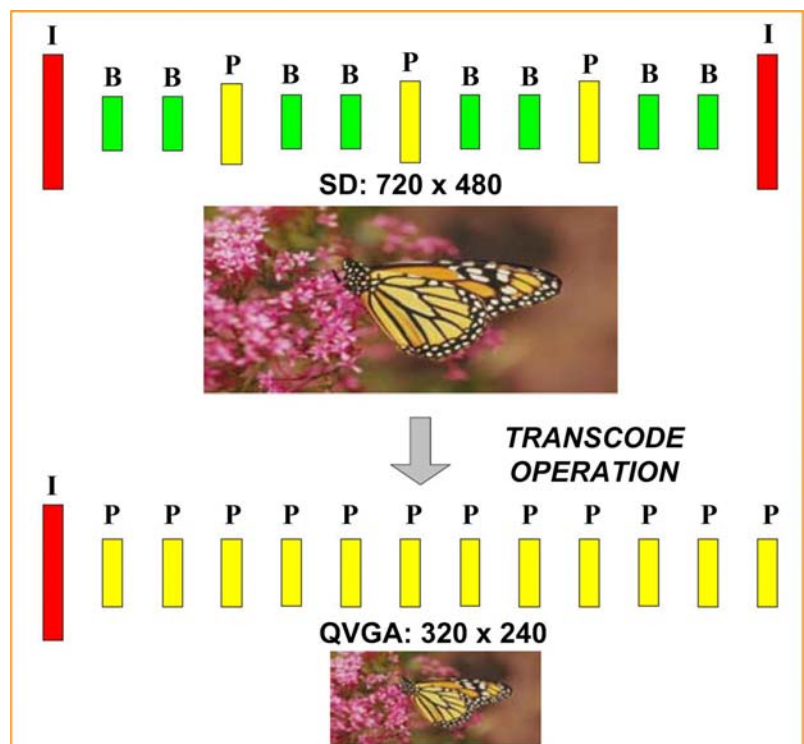 I I
B B P B B P B B P B B
SD: 720 x 480
TRANSCODE
OPERATION
I
P P P P P P P P P P P P
QVGA: 320 x 240